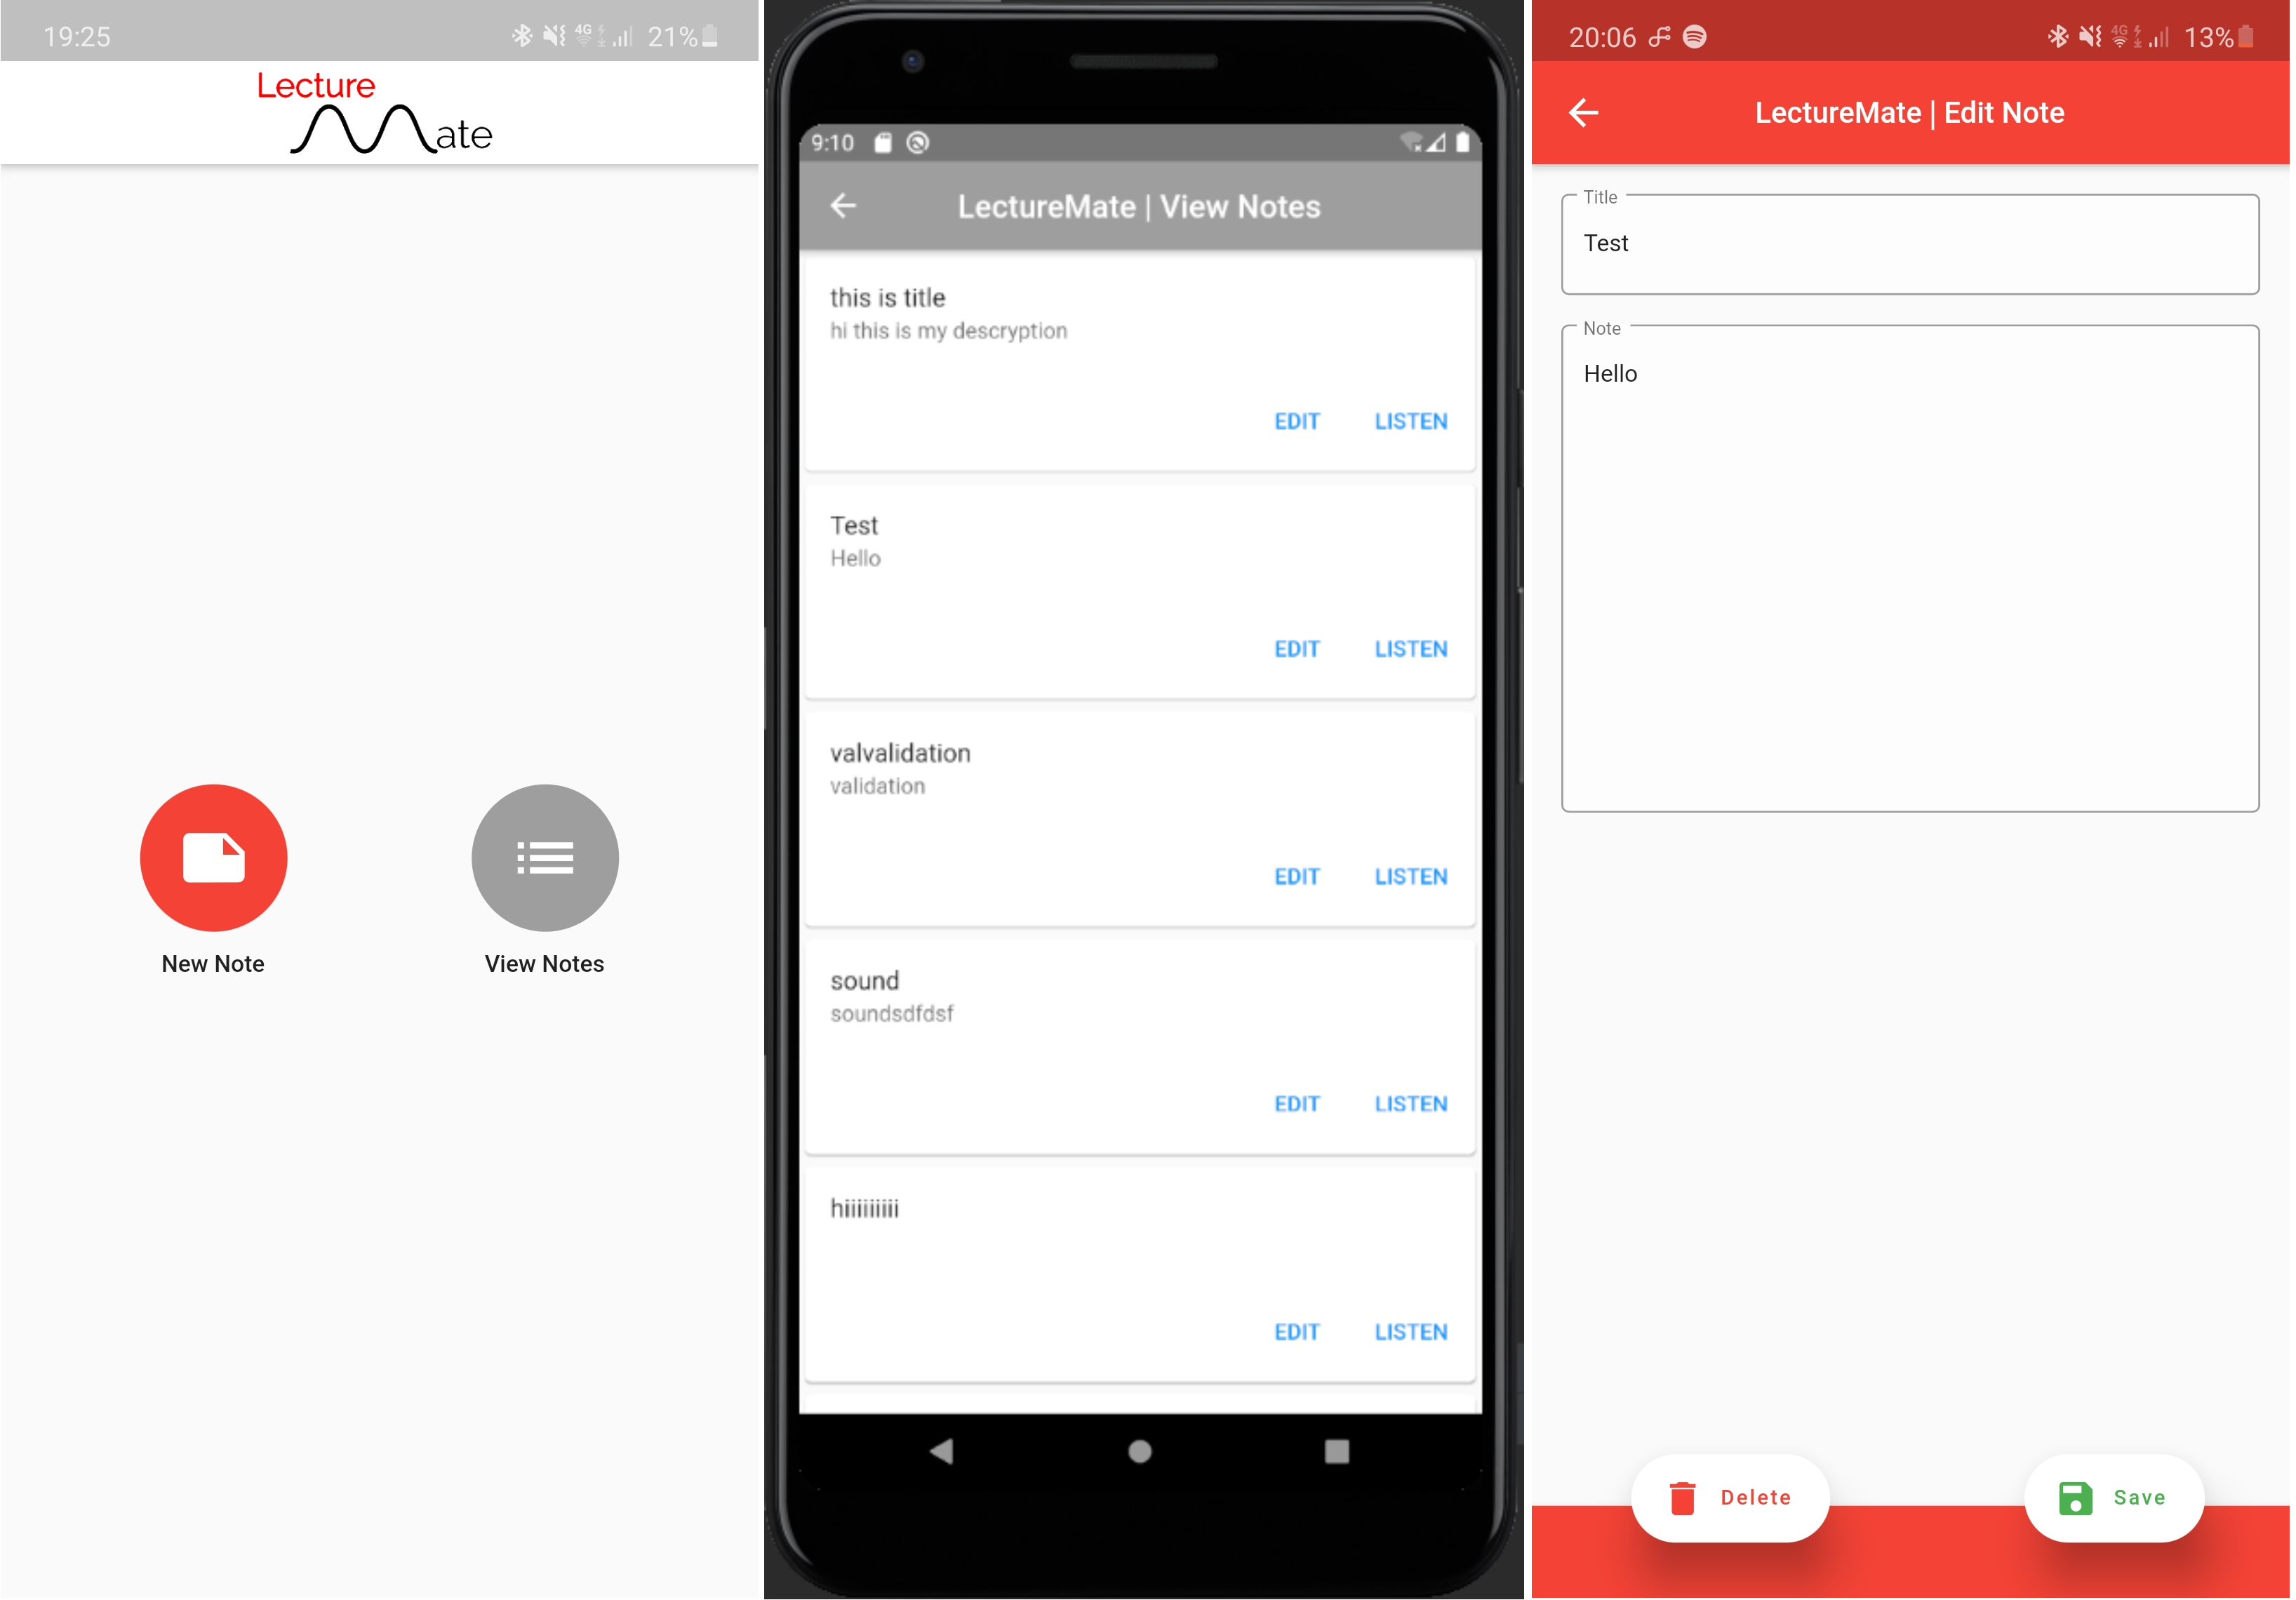 19:25 4G 21%
Lecture
Mate
New Note
View Notes
9:10
LectureMate | View Notes
this is title
hi this is my descryption
EDIT LISTEN
Test
Hello
EDIT LISTEN
valvalidation
validation
EDIT LISTEN
sound
soundsdfdsf
EDIT LISTEN
hiiiiiiiii
EDIT LISTEN
20:06 4G 13%
LectureMate | Edit Note
Title
Test
Note
Hello
Delete
Save